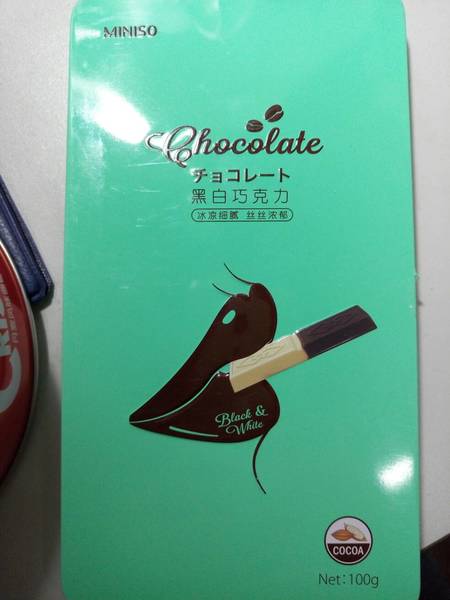 MINISO
Chocolate
チョコレート
黑白巧克力
冰凉细腻 丝丝浓郁
Black &
White
COCOA
Net:100g